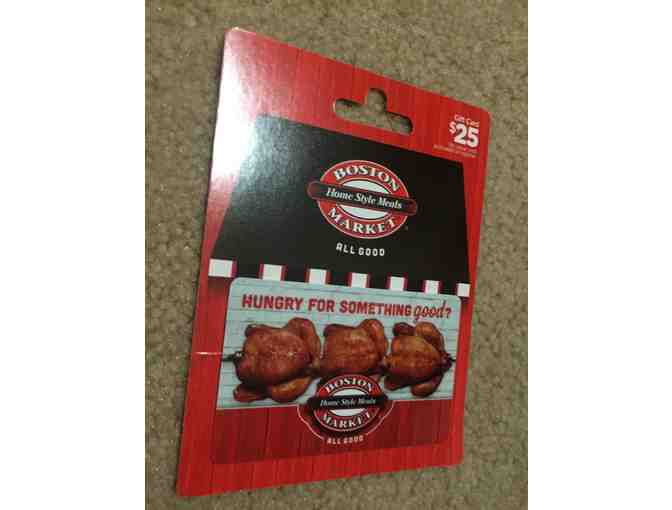 Gift Card
$25
BOSTON
Home Style Meals
MARKET®
ALL GOOD
HUNGRY FOR SOMETHING good?
BOSTON
Home Style Meals
MARKET
ALL GOOD